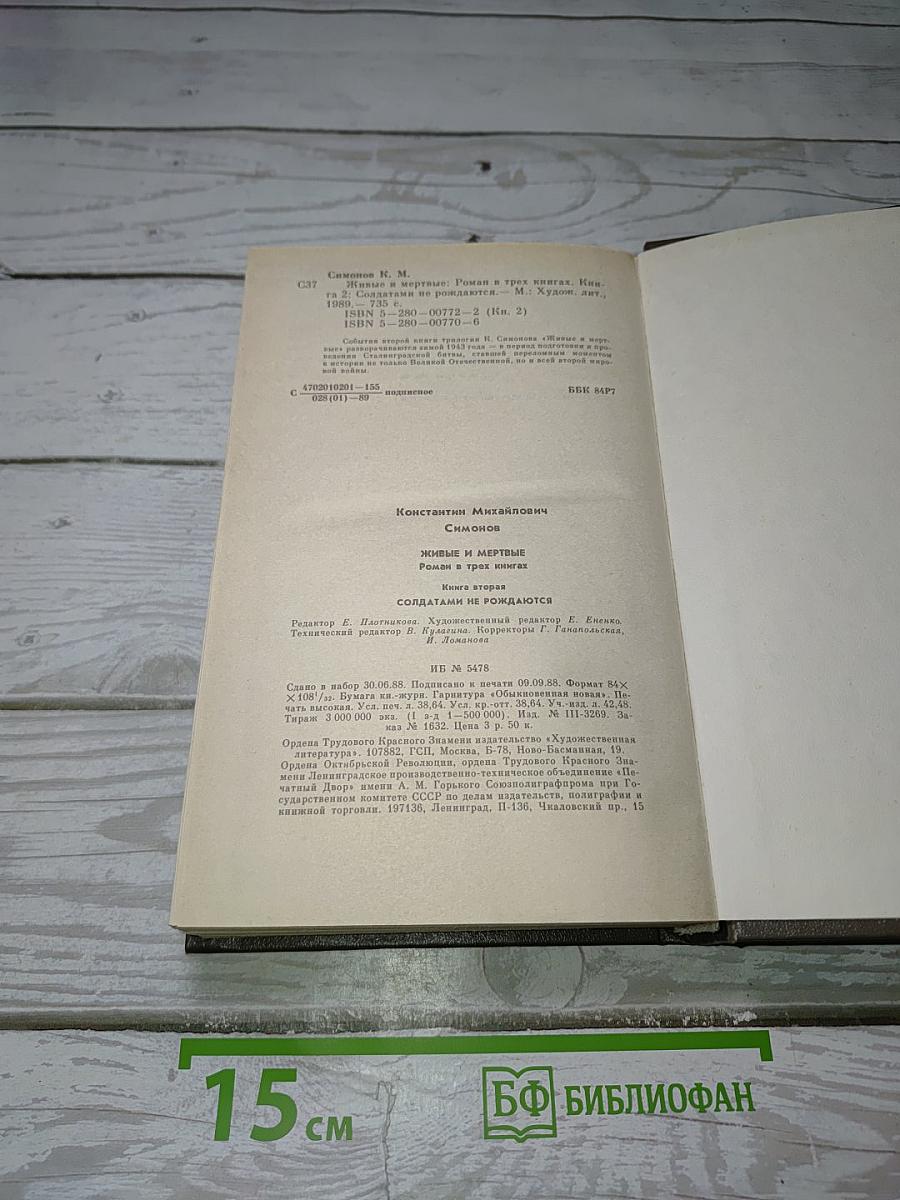 Симонов К. М.
С37 Живые и мертвые: Роман в трех книгах. Кни-
га 2: Солдатами не рождаются.— М.: Худож. лит.,
1989.— 735 с.
ISBN 5—280—00772—2 (Кн. 2)
ISBN 5—280—00770—6
События второй книги трилогии К. Симонова «Живые и мерт-
вые» разворачиваются зимой 1943 года — в период подготовки и про-
ведения Сталинградской битвы, ставшей переломным моментом
в истории не только Великой Отечественной, но и всей второй миро-
вой войны.
С 4702010201—155 / 028(01)—89 подписное ББК 84Р7
Константин Михайлович
Симонов
ЖИВЫЕ И МЕРТВЫЕ
Роман в трех книгах
Книга вторая
СОЛДАТАМИ НЕ РОЖДАЮТСЯ
Редактор Е. Плотникова. Художественный редактор Е. Ененко.
Технический редактор В. Кулагина. Корректоры Г. Ганапольская,
И. Ломанова
ИБ № 5478
Сдано в набор 30.06.88. Подписано к печати 09.09.88. Формат 84×
×108¹/₃₂. Бумага кн.-журн. Гарнитура «Обыкновенная новая». Пе-
чать высокая. Усл. печ. л. 38,64. Усл. кр.-отт. 38,64. Уч.-изд. л. 42,48.
Тираж 3 000 000 экз. (I з-д 1—500 000). Изд. № III-3269. За-
каз № 1632. Цена 3 р. 50 к.
Ордена Трудового Красного Знамени издательство «Художественная
литература». 107882, ГСП, Москва, Б-78, Ново-Басманная, 19.
Ордена Октябрьской Революции, ордена Трудового Красного Зна-
мени Ленинградское производственно-техническое объединение «Пе-
чатный Двор» имени А. М. Горького Союзполиграфпрома при Го-
сударственном комитете СССР по делам издательств, полиграфии и
книжной торговли. 197136, Ленинград, П-136, Чкаловский пр., 15
15 см
БФ БИБЛИОФАН